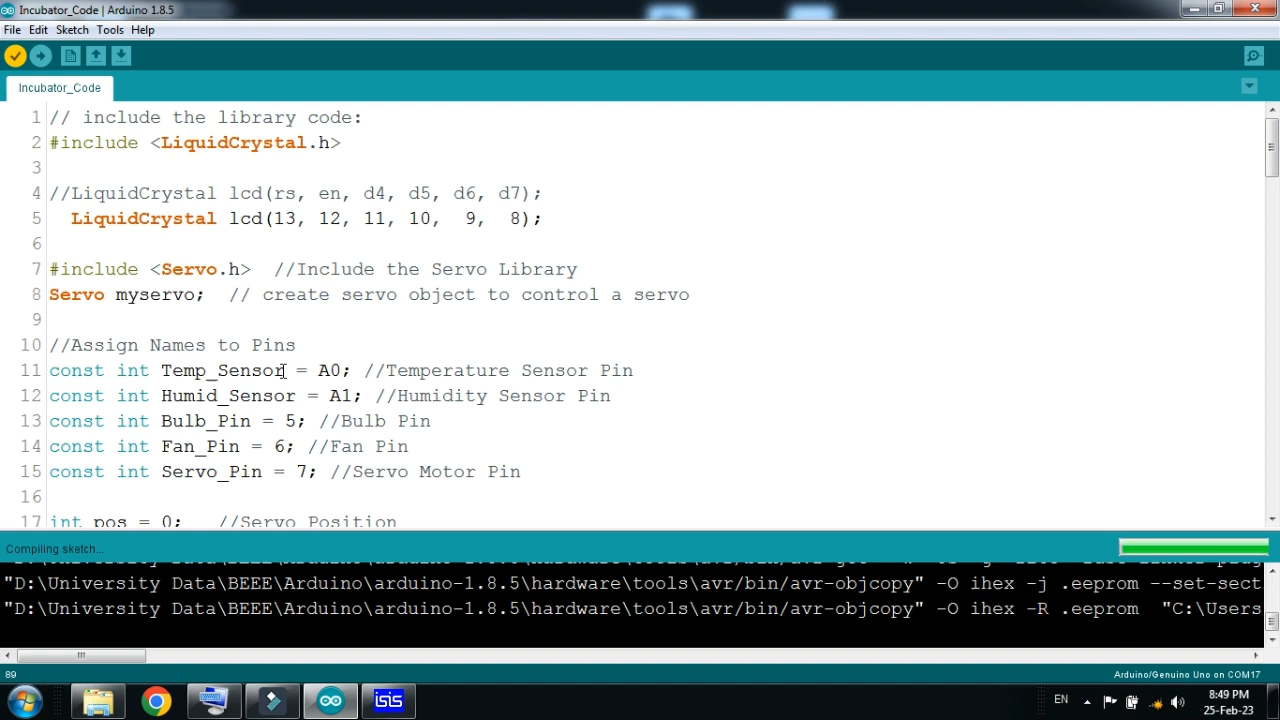 Incubator_Code | Arduino 1.8.5
File Edit Sketch Tools Help
Incubator_Code
1 // include the library code:
2 #include <LiquidCrystal.h>
3
4 //LiquidCrystal lcd(rs, en, d4, d5, d6, d7);
5 LiquidCrystal lcd(13, 12, 11, 10, 9, 8);
6
7 #include <Servo.h> //Include the Servo Library
8 Servo myservo; // create servo object to control a servo
9
10 //Assign Names to Pins
11 const int Temp_Sensor = A0; //Temperature Sensor Pin
12 const int Humid_Sensor = A1; //Humidity Sensor Pin
13 const int Bulb_Pin = 5; //Bulb Pin
14 const int Fan_Pin = 6; //Fan Pin
15 const int Servo_Pin = 7; //Servo Motor Pin
16
17 int pos = 0; //Servo Position
Compiling sketch...
"D:\University Data\BEEE\Arduino\arduino-1.8.5\hardware\tools\avr/bin/avr-objcopy" -O ihex -j .eeprom --set-sect
"D:\University Data\BEEE\Arduino\arduino-1.8.5\hardware\tools\avr/bin/avr-objcopy" -O ihex -R .eeprom "C:\Users
89
Arduino/Genuino Uno on COM17
isis
EN
8:49 PM
25-Feb-23